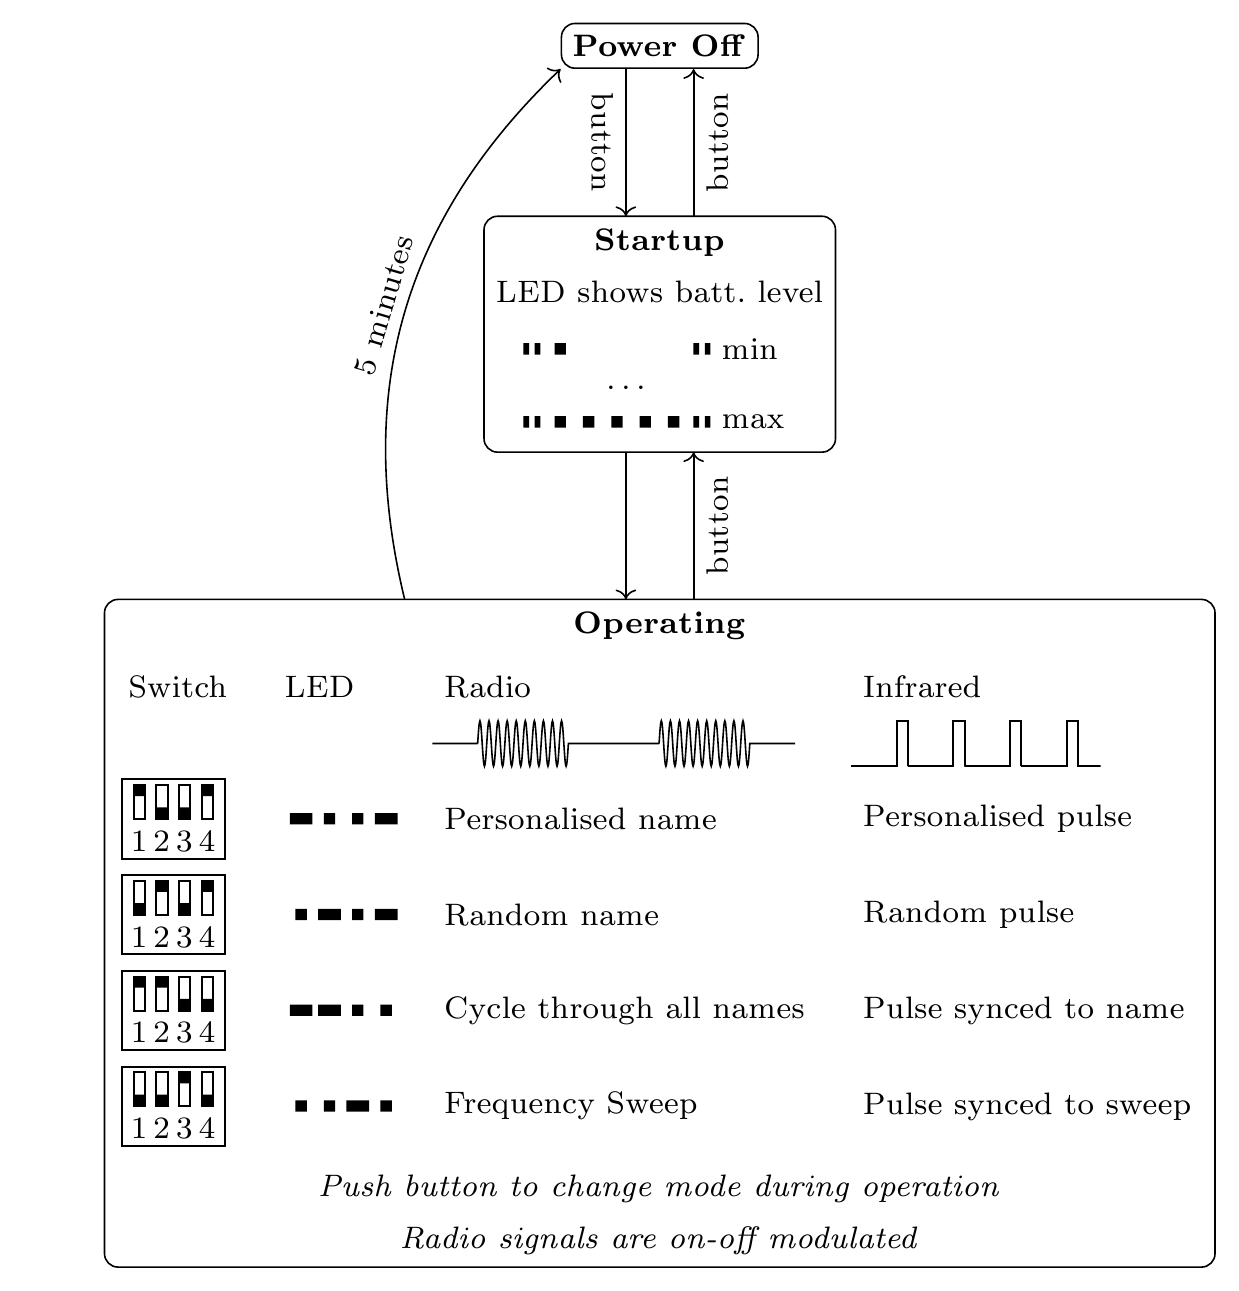 Power Off
button
button
Startup
LED shows batt. level
min
...
max
5 minutes
button
Operating
Switch LED Radio Infrared
1 2 3 4 Personalised name Personalised pulse
1 2 3 4 Random name Random pulse
1 2 3 4 Cycle through all names Pulse synced to name
1 2 3 4 Frequency Sweep Pulse synced to sweep
Push button to change mode during operation
Radio signals are on-off modulated